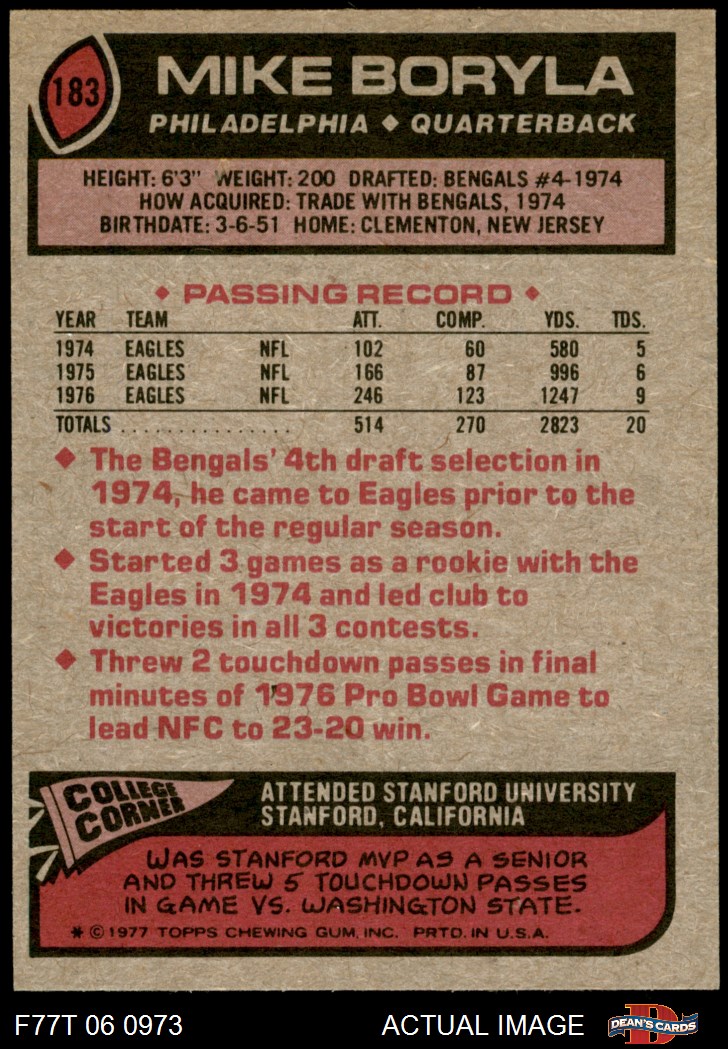 183
MIKE BORYLA
PHILADELPHIA ◆ QUARTERBACK
HEIGHT: 6'3" WEIGHT: 200 DRAFTED: BENGALS #4-1974
HOW ACQUIRED: TRADE WITH BENGALS, 1974
BIRTHDATE: 3-6-51 HOME: CLEMENTON, NEW JERSEY
◆ PASSING RECORD ◆
YEAR TEAM ATT. COMP. YDS. TDS.
1974 EAGLES NFL 102 60 580 5
1975 EAGLES NFL 166 87 996 6
1976 EAGLES NFL 246 123 1247 9
TOTALS . . . . . . . . . . . . . . . 514 270 2823 20
◆ The Bengals' 4th draft selection in
1974, he came to Eagles prior to the
start of the regular season.
◆ Started 3 games as a rookie with the
Eagles in 1974 and led club to
victories in all 3 contests.
◆ Threw 2 touchdown passes in final
minutes of 1976 Pro Bowl Game to
lead NFC to 23-20 win.
COLLEGE
CORNER
ATTENDED STANFORD UNIVERSITY
STANFORD, CALIFORNIA
WAS STANFORD MVP AS A SENIOR
AND THREW 5 TOUCHDOWN PASSES
IN GAME VS. WASHINGTON STATE.
* © 1977 TOPPS CHEWING GUM, INC. PRTD. IN U.S.A.
F77T 06 0973
ACTUAL IMAGE
D
DEAN'S CARDS